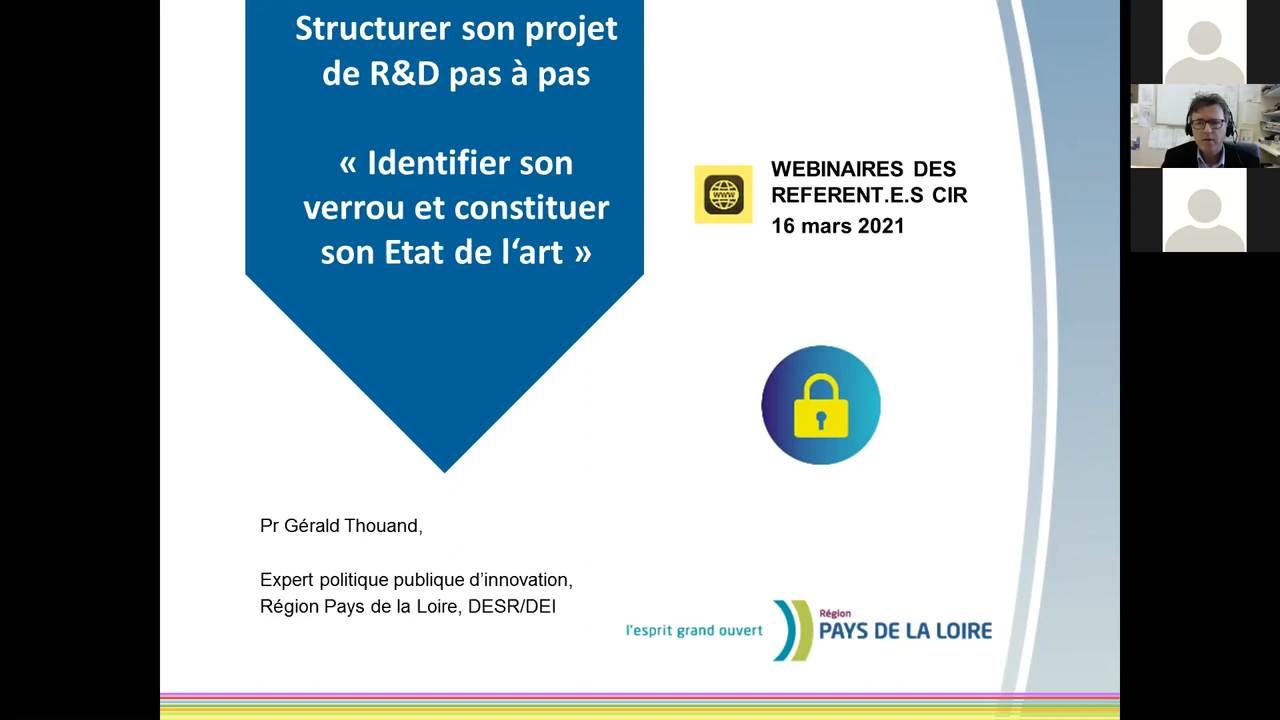 Structurer son projet
de R&D pas à pas
« Identifier son
verrou et constituer
son Etat de l‘art »
WEBINAIRES DES
REFERENT.E.S CIR
16 mars 2021
www
Pr Gérald Thouand,
Expert politique publique d’innovation,
Région Pays de la Loire, DESR/DEI
l'esprit grand ouvert
Région
PAYS DE LA LOIRE